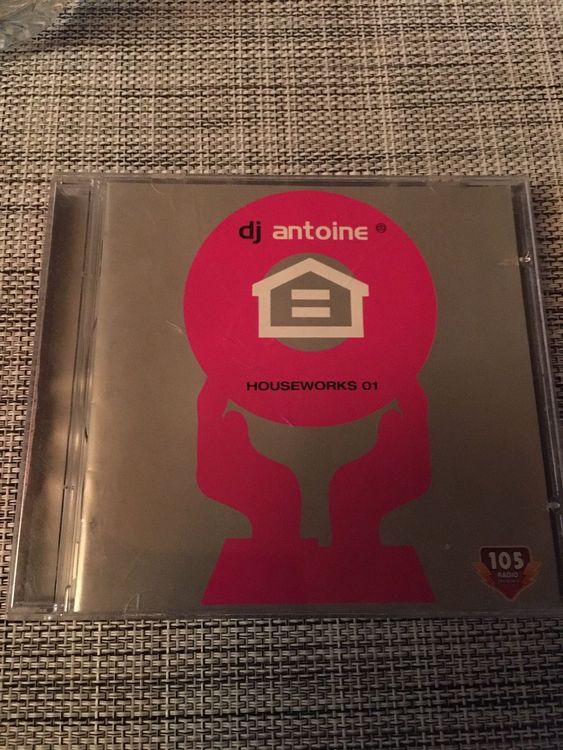 dj antoine ®
HOUSEWORKS 01
105
RADIO